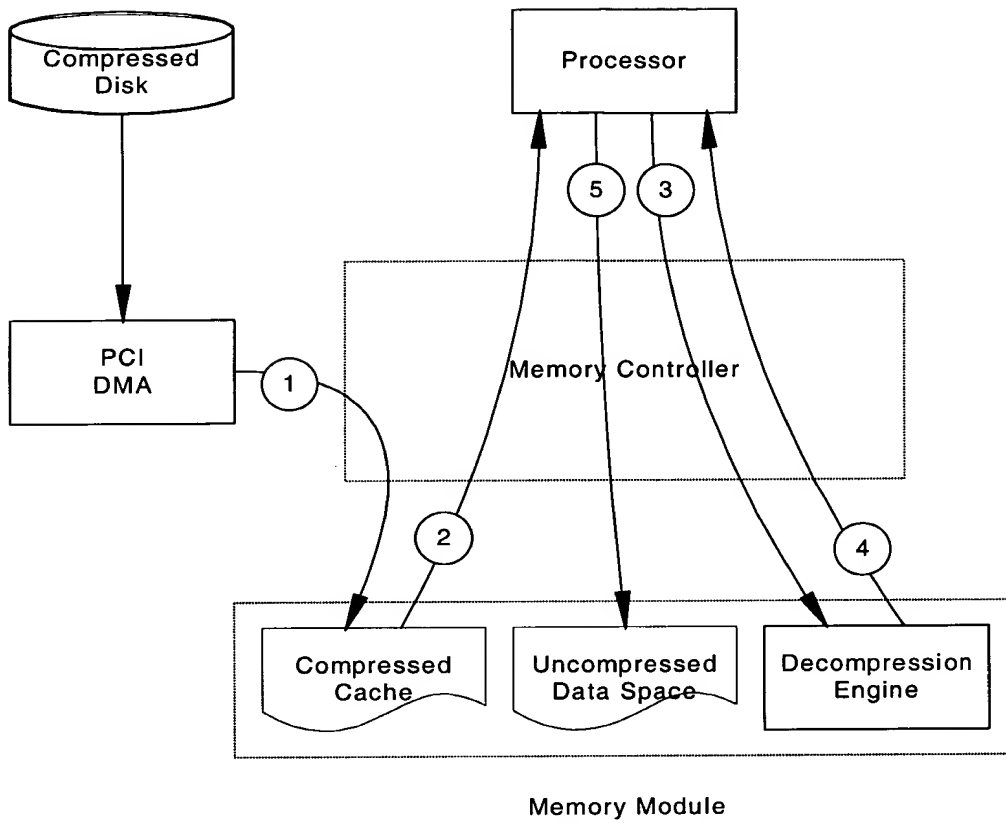 Compressed
Disk
Processor
5
3
PCI
DMA
1
Memory Controller
2
4
Compressed
Cache
Uncompressed
Data Space
Decompression
Engine
Memory Module